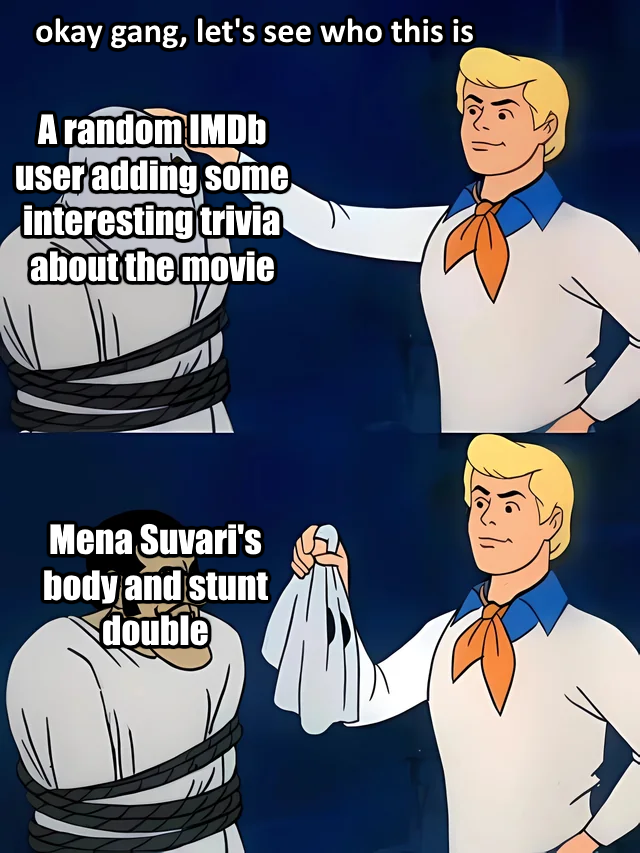 okay gang, let's see who this is
A random IMDb
user adding some
interesting trivia
about the movie
Mena Suvari's
body and stunt
double